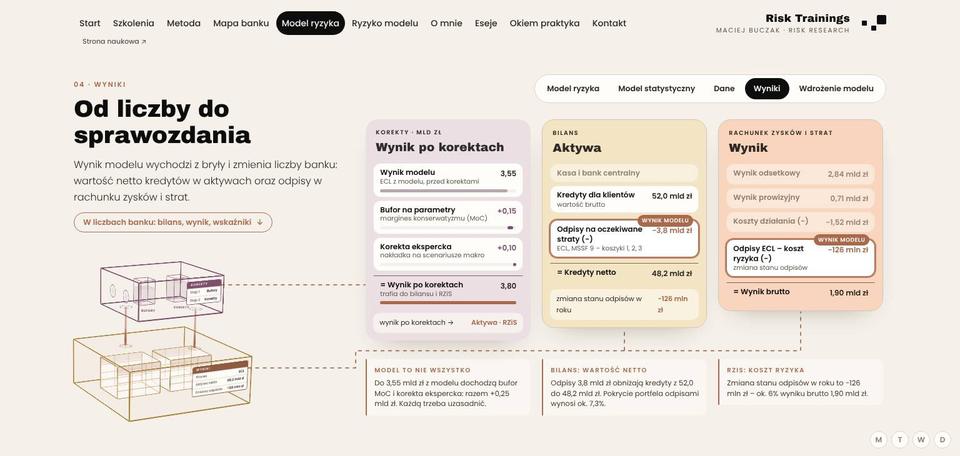 Start Szkolenia Metoda Mapa banku Model ryzyka Ryzyko modelu O mnie Eseje Okiem praktyka Kontakt
Strona naukowa ↗
Risk Trainings
MACIEJ BUCZAK · RISK RESEARCH
04 · WYNIKI
Od liczby do
sprawozdania
Wynik modelu wychodzi z bryły i zmienia liczby banku:
wartość netto kredytów w aktywach oraz odpisy w
rachunku zysków i strat.
W liczbach banku: bilans, wynik, wskaźniki ↓
Model ryzyka Model statystyczny Dane Wyniki Wdrożenie modelu
KOREKTY · MLD ZŁ
Wynik po korektach
Wynik modelu 3,55
ECL z modelu, przed korektami
Bufor na parametry +0,15
margines konserwatyzmu (MoC)
Korekta ekspercka +0,10
nakładka na scenariusze makro
= Wynik po korektach 3,80
trafia do bilansu i RZiS
wynik po korektach → Aktywa · RZiS
BILANS
Aktywa
Kasa i bank centralny
Kredyty dla klientów 52,0 mld zł
wartość brutto
WYNIK MODELU
Odpisy na oczekiwane −3,8 mld zł
straty (−)
ECL, MSSF 9 – koszyki 1, 2, 3
= Kredyty netto 48,2 mld zł
zmiana stanu odpisów w −126 mln
roku zł
RACHUNEK ZYSKÓW I STRAT
Wynik
Wynik odsetkowy 2,84 mld zł
Wynik prowizyjny 0,71 mld zł
Koszty działania (−) −1,52 mld zł
WYNIK MODELU
Odpisy ECL – koszt −126 mln zł
ryzyka (−)
zmiana stanu odpisów
= Wynik brutto 1,90 mld zł
KOREKTY
WYNIKI
MODEL TO NIE WSZYSTKO
Do 3,55 mld zł z modelu dochodzą bufor
MoC i korekta ekspercka: razem +0,25
mld zł. Każdą trzeba uzasadnić.
BILANS: WARTOŚĆ NETTO
Odpisy 3,8 mld zł obniżają kredyty z 52,0
do 48,2 mld zł. Pokrycie portfela odpisami
wynosi ok. 7,3%.
RZIS: KOSZT RYZYKA
Zmiana stanu odpisów w roku to −126
mln zł – ok. 6% wyniku brutto 1,90 mld zł.
M T W D